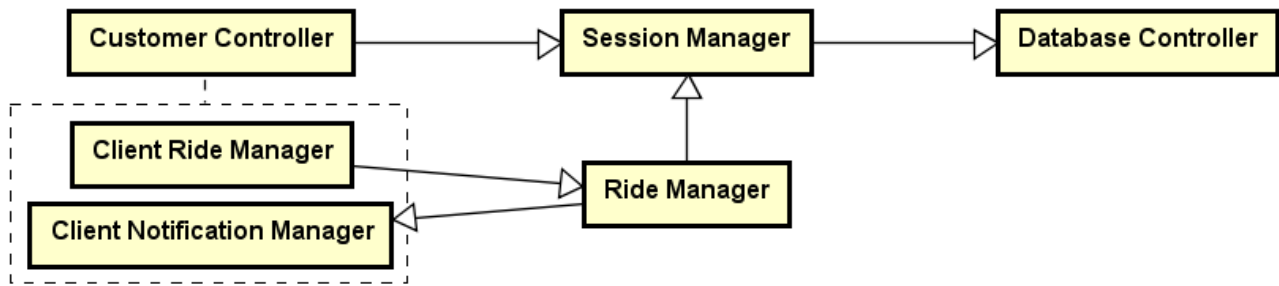 Customer Controller
Session Manager
Database Controller
Client Ride Manager
Ride Manager
Client Notification Manager